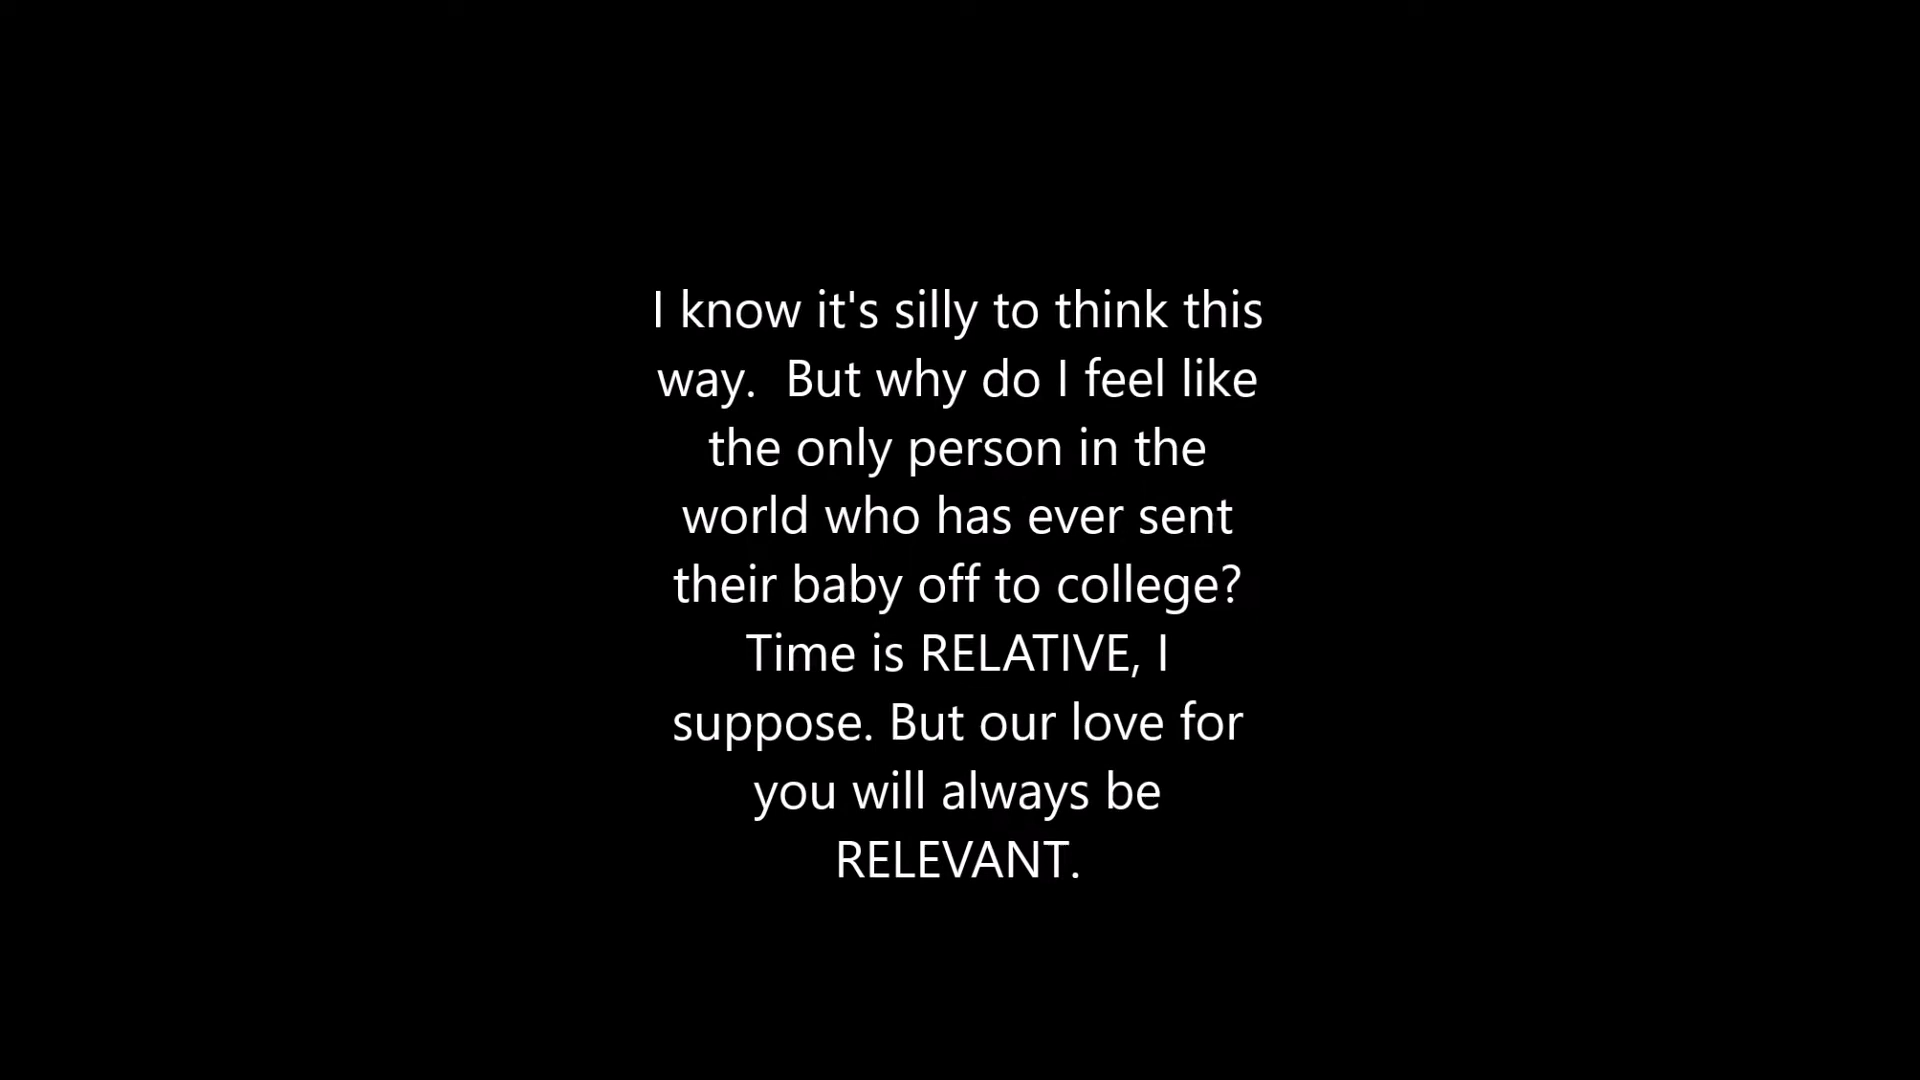 I know it's silly to think this
way.  But why do I feel like
the only person in the
world who has ever sent
their baby off to college?
Time is RELATIVE, I
suppose. But our love for
you will always be
RELEVANT.